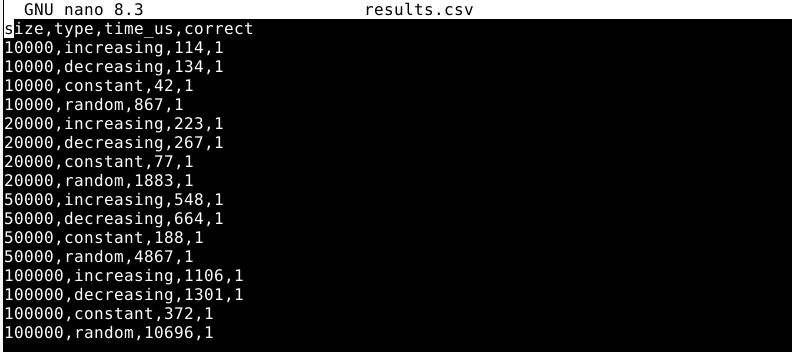 GNU nano 8.3 results.csv
size,type,time_us,correct
10000,increasing,114,1
10000,decreasing,134,1
10000,constant,42,1
10000,random,867,1
20000,increasing,223,1
20000,decreasing,267,1
20000,constant,77,1
20000,random,1883,1
50000,increasing,548,1
50000,decreasing,664,1
50000,constant,188,1
50000,random,4867,1
100000,increasing,1106,1
100000,decreasing,1301,1
100000,constant,372,1
100000,random,10696,1